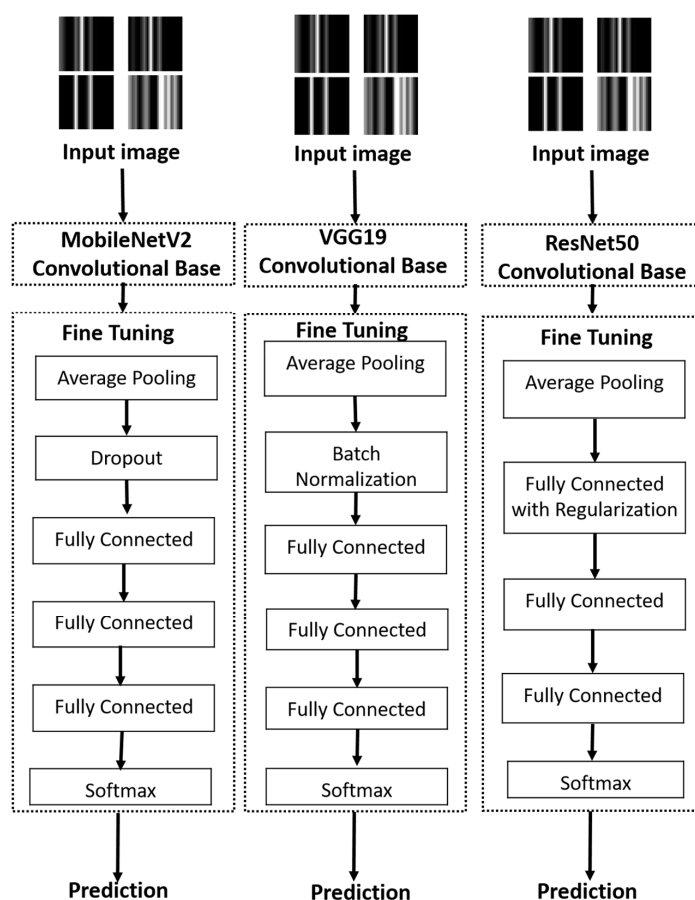 Input image
MobileNetV2
Convolutional Base
Fine Tuning
Average Pooling
Dropout
Fully Connected
Fully Connected
Fully Connected
Softmax
Prediction
Input image
VGG19
Convolutional Base
Fine Tuning
Average Pooling
Batch
Normalization
Fully Connected
Fully Connected
Fully Connected
Softmax
Prediction
Input image
ResNet50
Convolutional Base
Fine Tuning
Average Pooling
Fully Connected
with Regularization
Fully Connected
Fully Connected
Softmax
Prediction